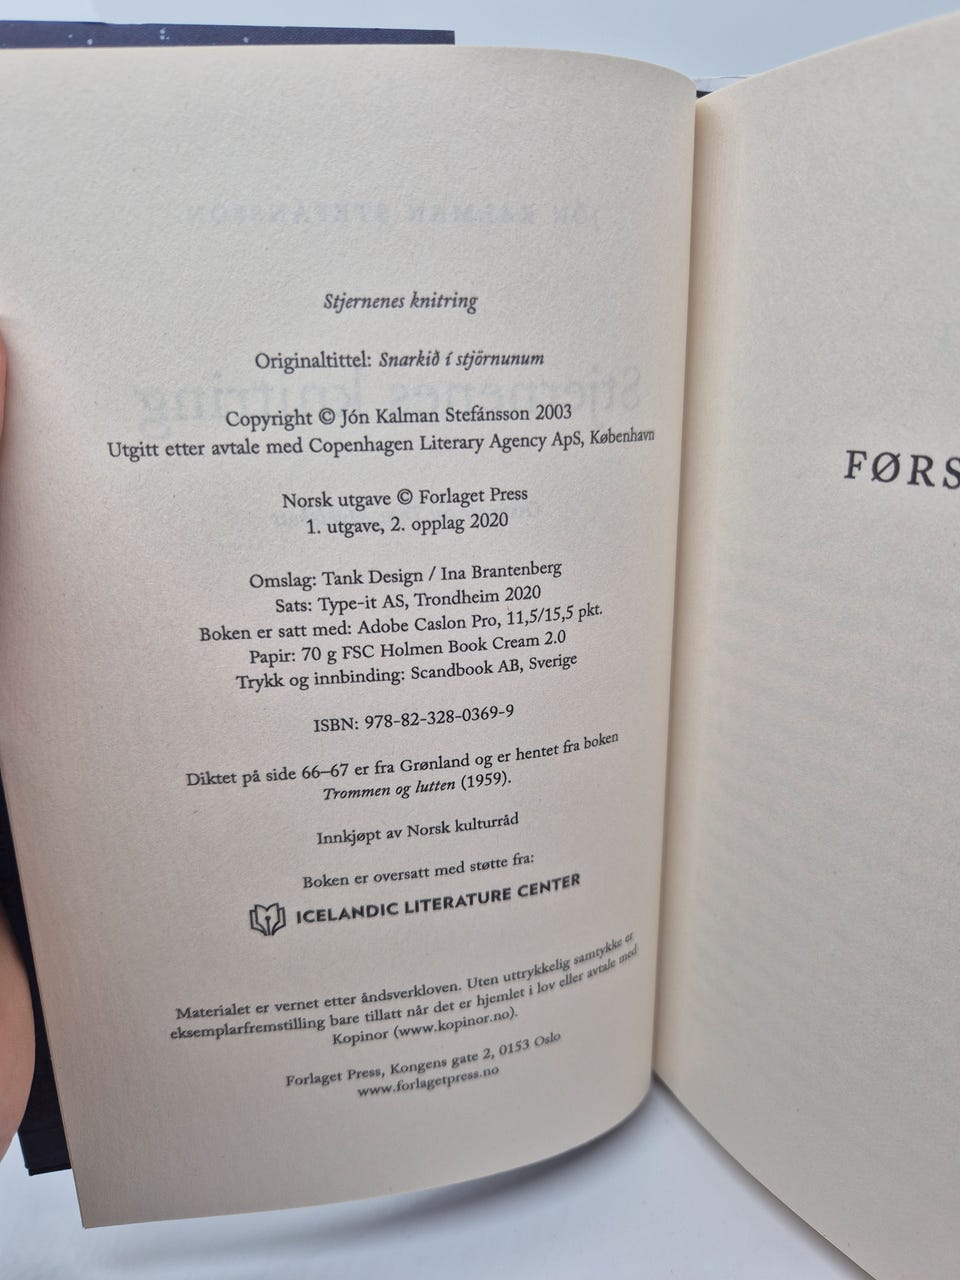 Stjernenes knitring
Originaltittel: Snarkið í stjörnunum
Copyright © Jón Kalman Stefánsson 2003
Utgitt etter avtale med Copenhagen Literary Agency ApS, København
Norsk utgave © Forlaget Press
1. utgave, 2. opplag 2020
Omslag: Tank Design / Ina Brantenberg
Sats: Type-it AS, Trondheim 2020
Boken er satt med: Adobe Caslon Pro, 11,5/15,5 pkt.
Papir: 70 g FSC Holmen Book Cream 2.0
Trykk og innbinding: Scandbook AB, Sverige
ISBN: 978-82-328-0369-9
Diktet på side 66–67 er fra Grønland og er hentet fra boken
Trommen og lutten (1959).
Innkjøpt av Norsk kulturråd
Boken er oversatt med støtte fra:
ICELANDIC LITERATURE CENTER
Materialet er vernet etter åndsverkloven. Uten uttrykkelig samtykke er
eksemplarfremstilling bare tillatt når det er hjemlet i lov eller avtale med
Kopinor (www.kopinor.no).
Forlaget Press, Kongens gate 2, 0153 Oslo
www.forlagetpress.no
FØRS